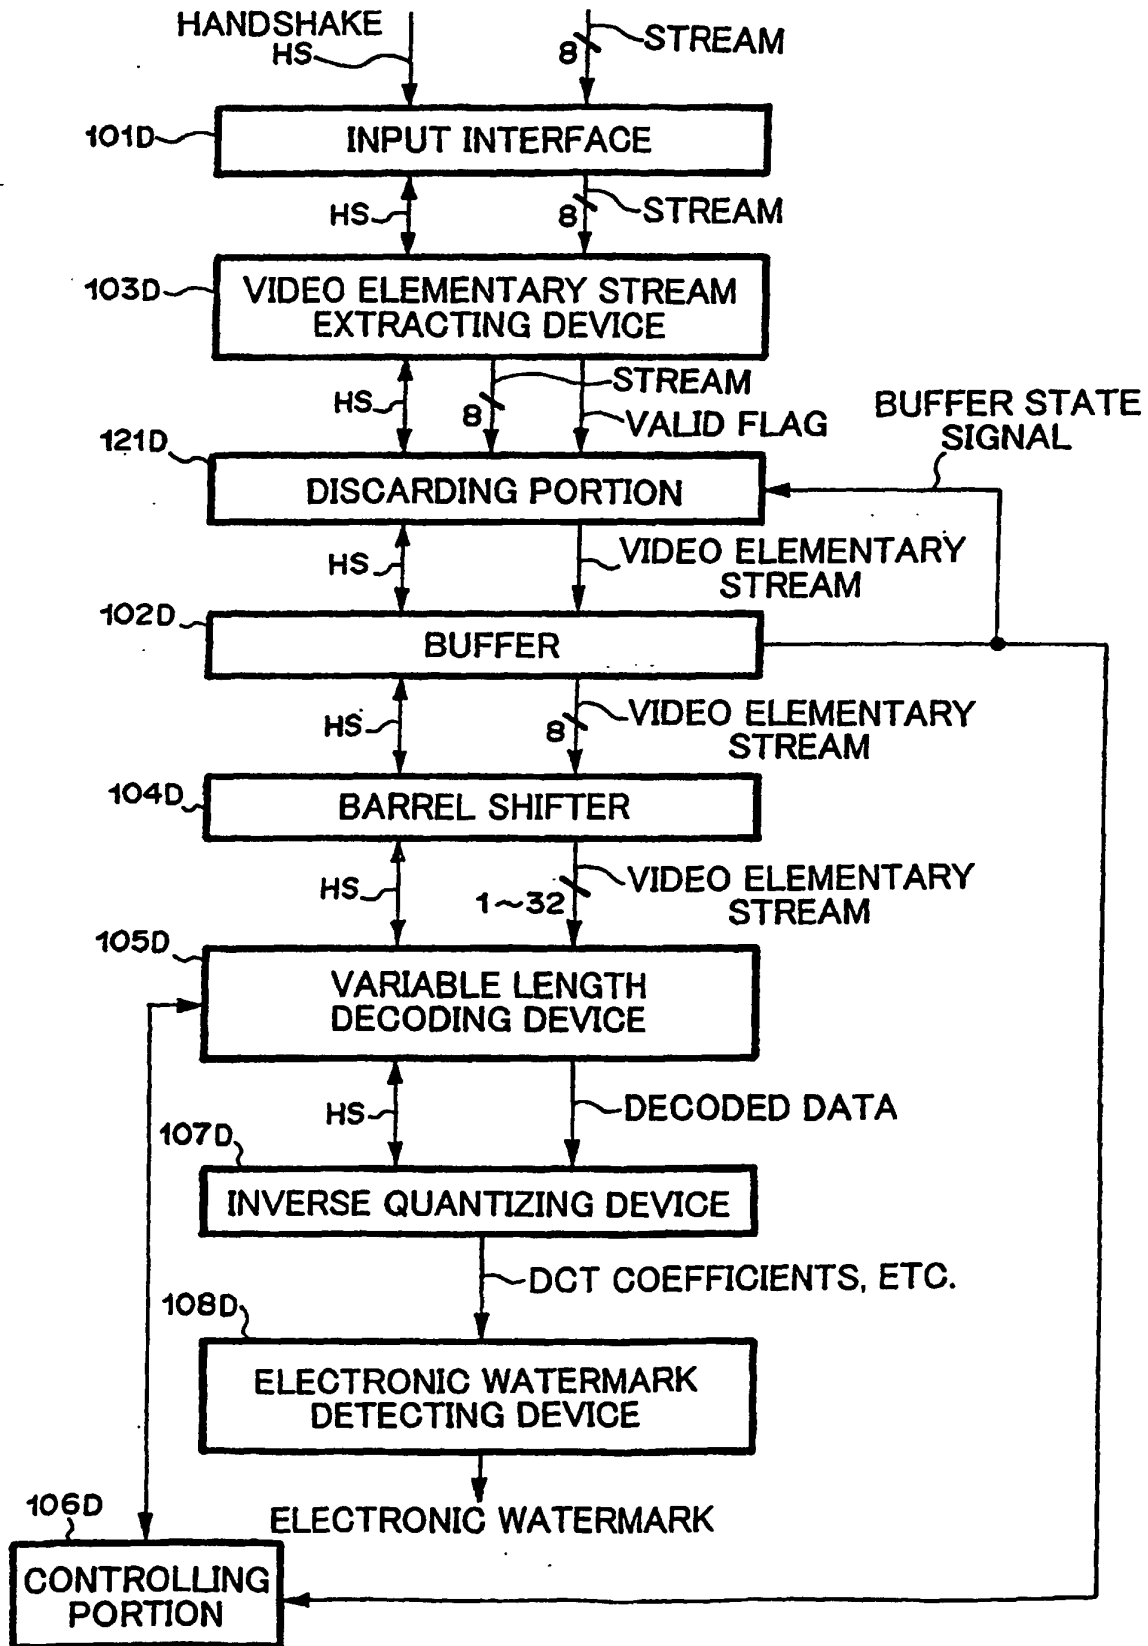 HANDSHAKE
HS
8
STREAM
101D
INPUT INTERFACE
HS
8
STREAM
103D
VIDEO ELEMENTARY STREAM
EXTRACTING DEVICE
HS
8
STREAM
VALID FLAG
BUFFER STATE
SIGNAL
121D
DISCARDING PORTION
HS
VIDEO ELEMENTARY
STREAM
102D
BUFFER
HS
8
VIDEO ELEMENTARY
STREAM
104D
BARREL SHIFTER
HS
1~32
VIDEO ELEMENTARY
STREAM
105D
VARIABLE LENGTH
DECODING DEVICE
HS
DECODED DATA
107D
INVERSE QUANTIZING DEVICE
DCT COEFFICIENTS, ETC.
108D
ELECTRONIC WATERMARK
DETECTING DEVICE
ELECTRONIC WATERMARK
106D
CONTROLLING
PORTION